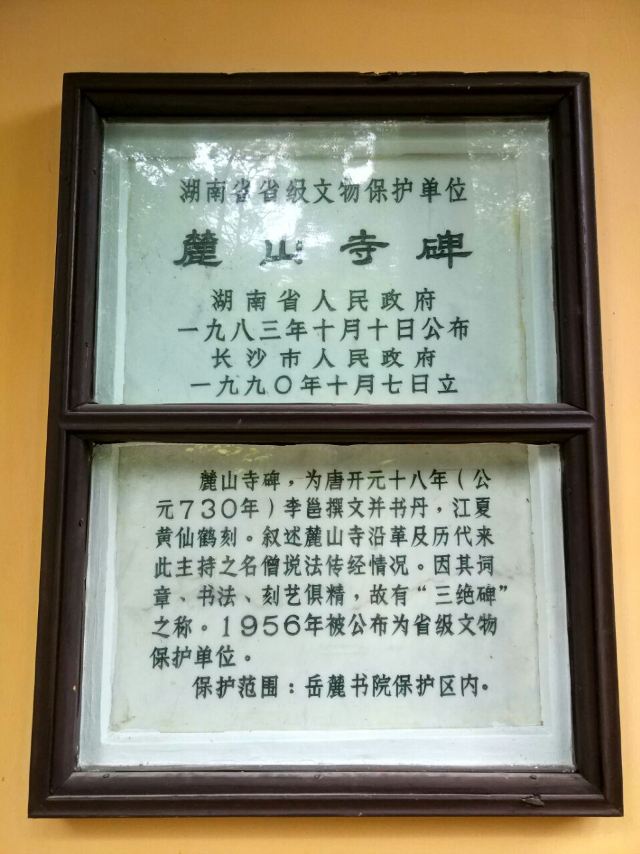 湖南省省级文物保护单位
麓山寺碑
湖南省人民政府
一九八三年十月十日公布
长沙市人民政府
一九九〇年十月七日立
麓山寺碑，为唐开元十八年（公
元730年）李邕撰文并书丹，江夏
黄仙鹤刻。叙述麓山寺沿革及历代来
此主持之名僧说法传经情况。因其词
章、书法、刻艺俱精，故有“三绝碑”
之称。1956年被公布为省级文物
保护单位。
保护范围：岳麓书院保护区内。